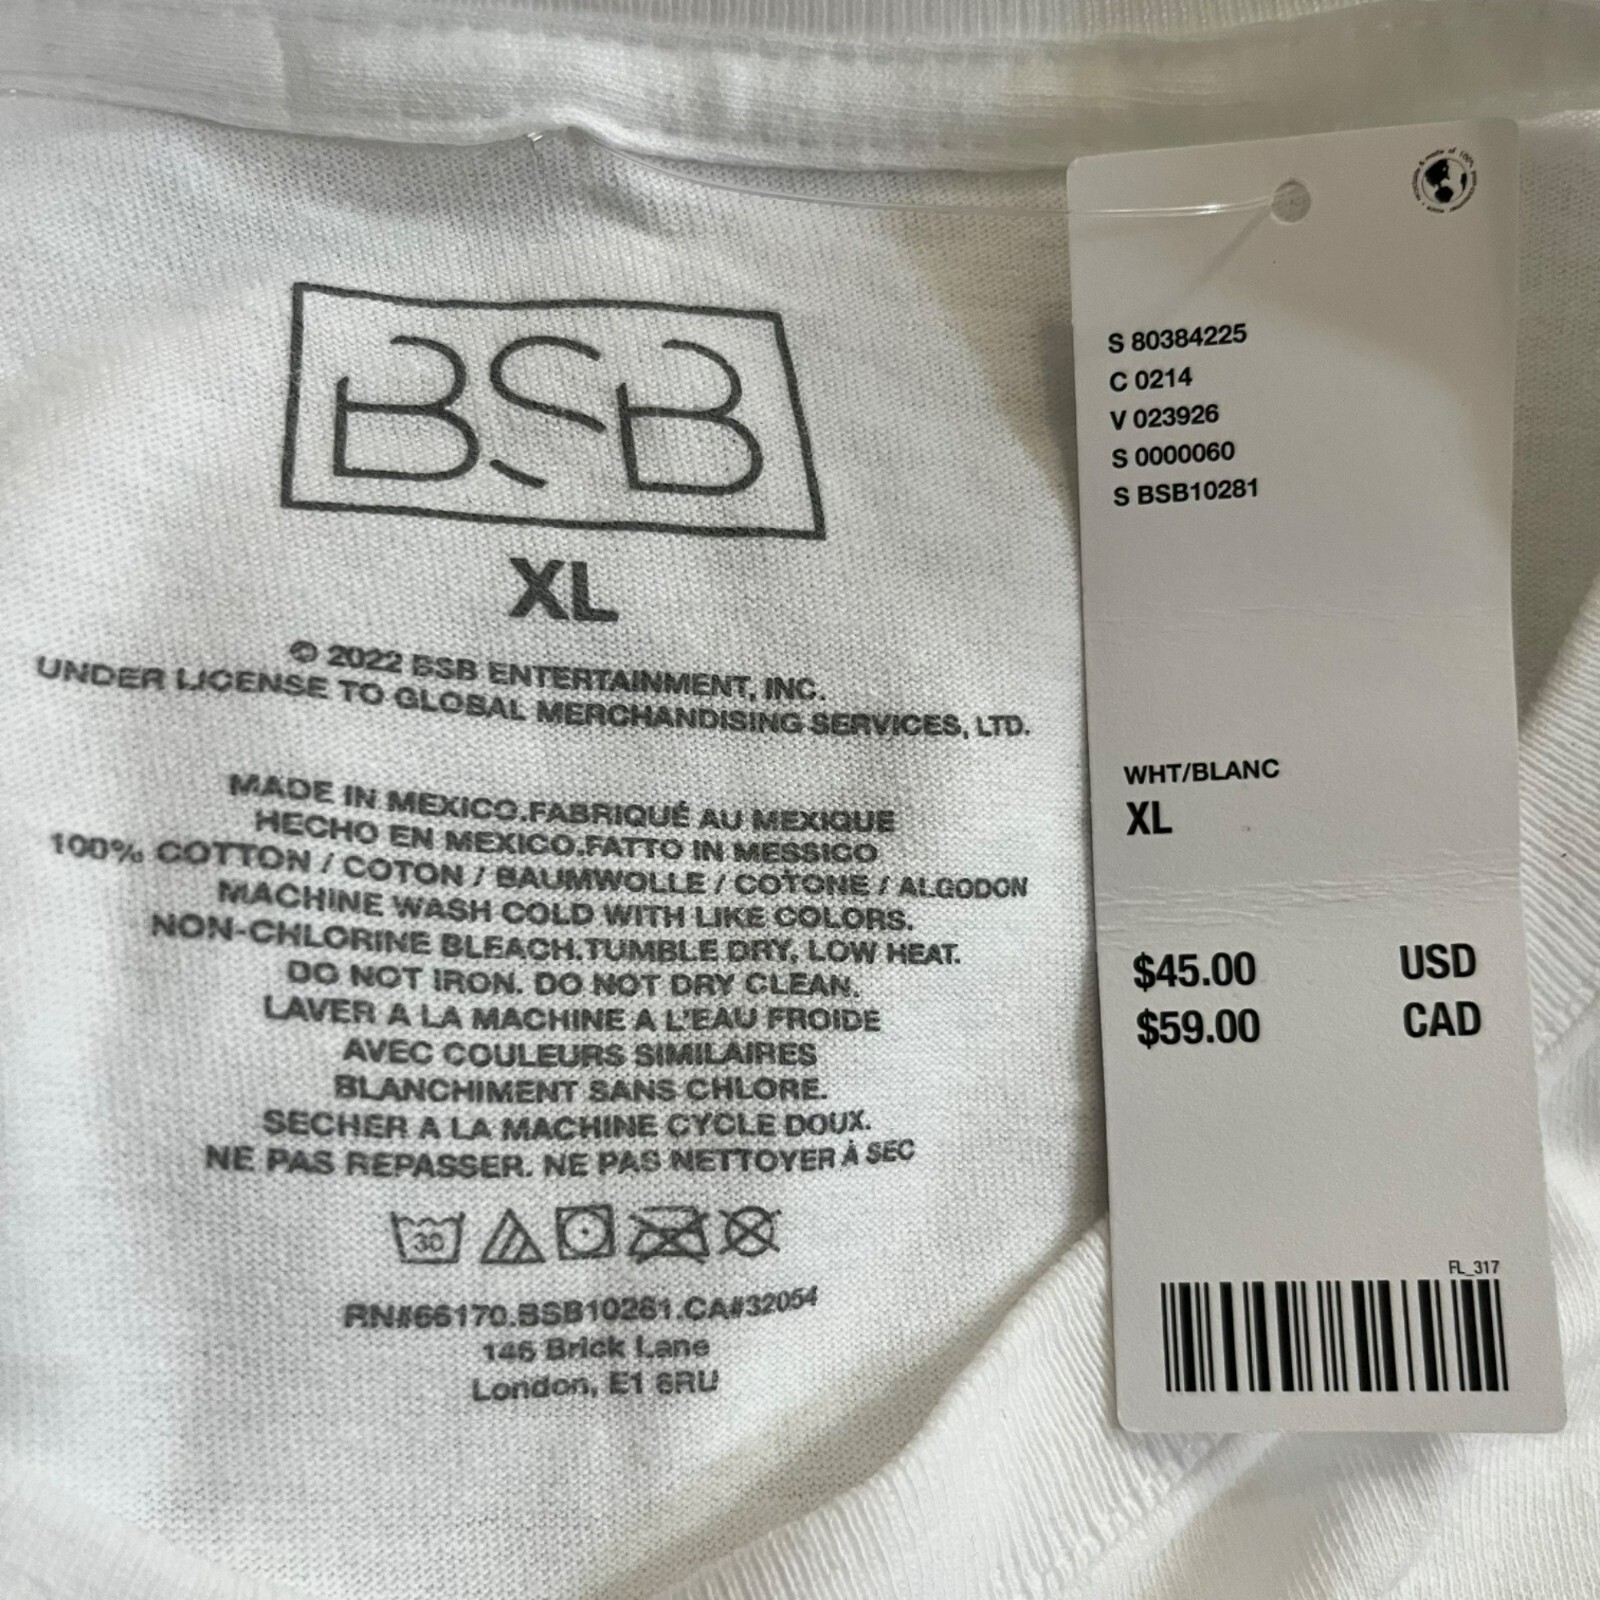 BSB
XL
© 2022 BSB ENTERTAINMENT, INC.
UNDER LICENSE TO GLOBAL MERCHANDISING SERVICES, LTD.
MADE IN MEXICO.FABRIQUÉ AU MEXIQUE
HECHO EN MEXICO.FATTO IN MESSICO
100% COTTON / COTON / BAUMWOLLE / COTONE / ALGODON
MACHINE WASH COLD WITH LIKE COLORS.
NON-CHLORINE BLEACH.TUMBLE DRY, LOW HEAT.
DO NOT IRON. DO NOT DRY CLEAN.
LAVER A LA MACHINE A L'EAU FROIDE
AVEC COULEURS SIMILAIRES
BLANCHIMENT SANS CHLORE.
SECHER A LA MACHINE CYCLE DOUX.
NE PAS REPASSER. NE PAS NETTOYER À SEC
30
RN#66170.BSB10281.CA#32054
146 Brick Lane
London, E1 6RU
S 80384225
C 0214
V 023926
S 0000060
S BSB10281
WHT/BLANC
XL
$45.00 USD
$59.00 CAD
FL_317